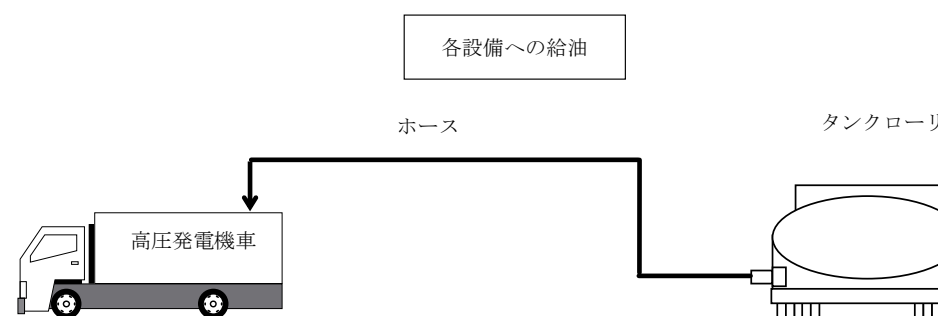 各設備への給油
ホース
タンクローリ
高圧発電機車